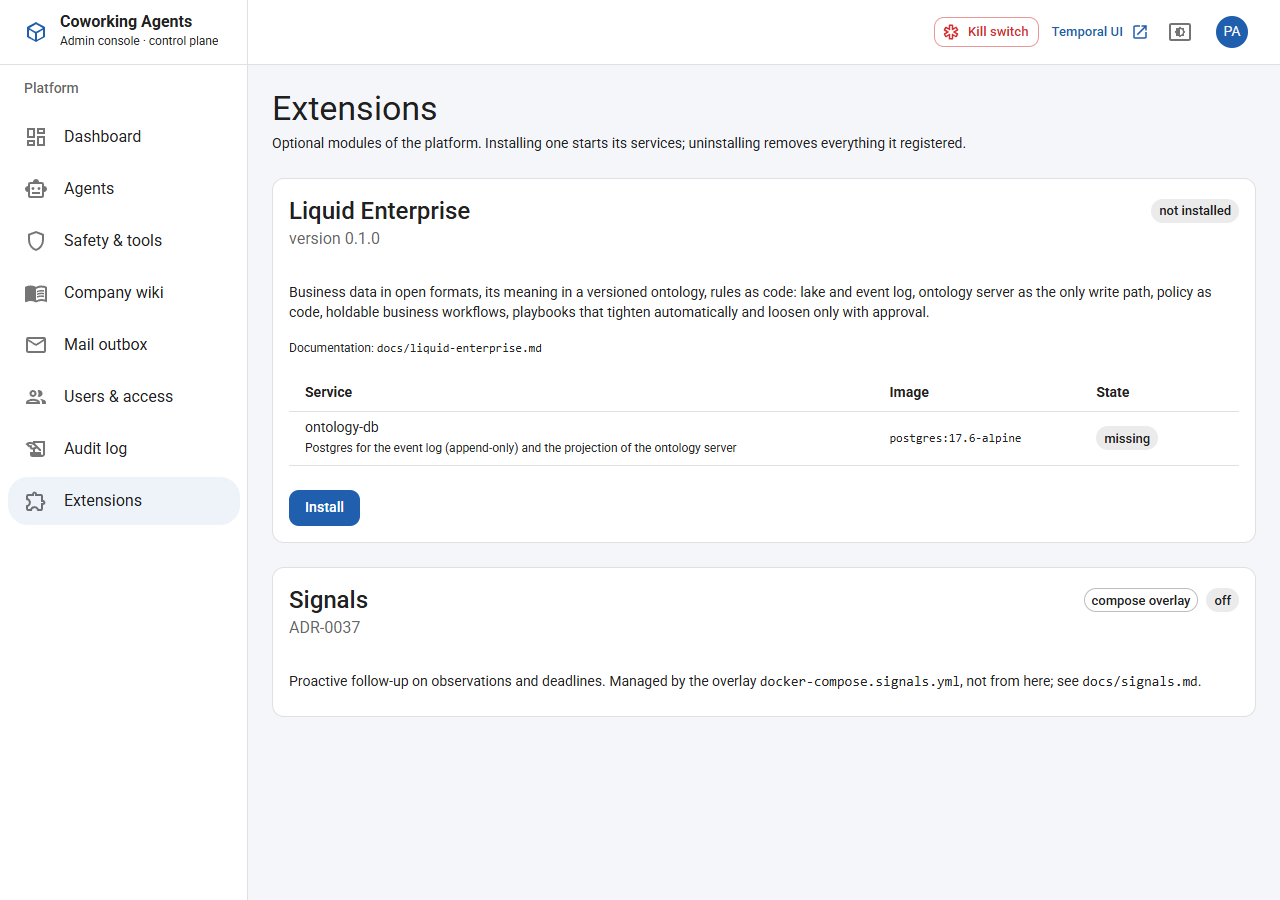 Coworking Agents
Admin console · control plane
Kill switch
Temporal UI
PA
Platform
Dashboard
Agents
Safety & tools
Company wiki
Mail outbox
Users & access
Audit log
Extensions
Extensions
Optional modules of the platform. Installing one starts its services; uninstalling removes everything it registered.
Liquid Enterprise
not installed
version 0.1.0
Business data in open formats, its meaning in a versioned ontology, rules as code: lake and event log, ontology server as the only write path, policy as
code, holdable business workflows, playbooks that tighten automatically and loosen only with approval.
Documentation: docs/liquid-enterprise.md
Service Image State
ontology-db
Postgres for the event log (append-only) and the projection of the ontology server
postgres:17.6-alpine
missing
Install
Signals
compose overlay
off
ADR-0037
Proactive follow-up on observations and deadlines. Managed by the overlay docker-compose.signals.yml, not from here; see docs/signals.md.